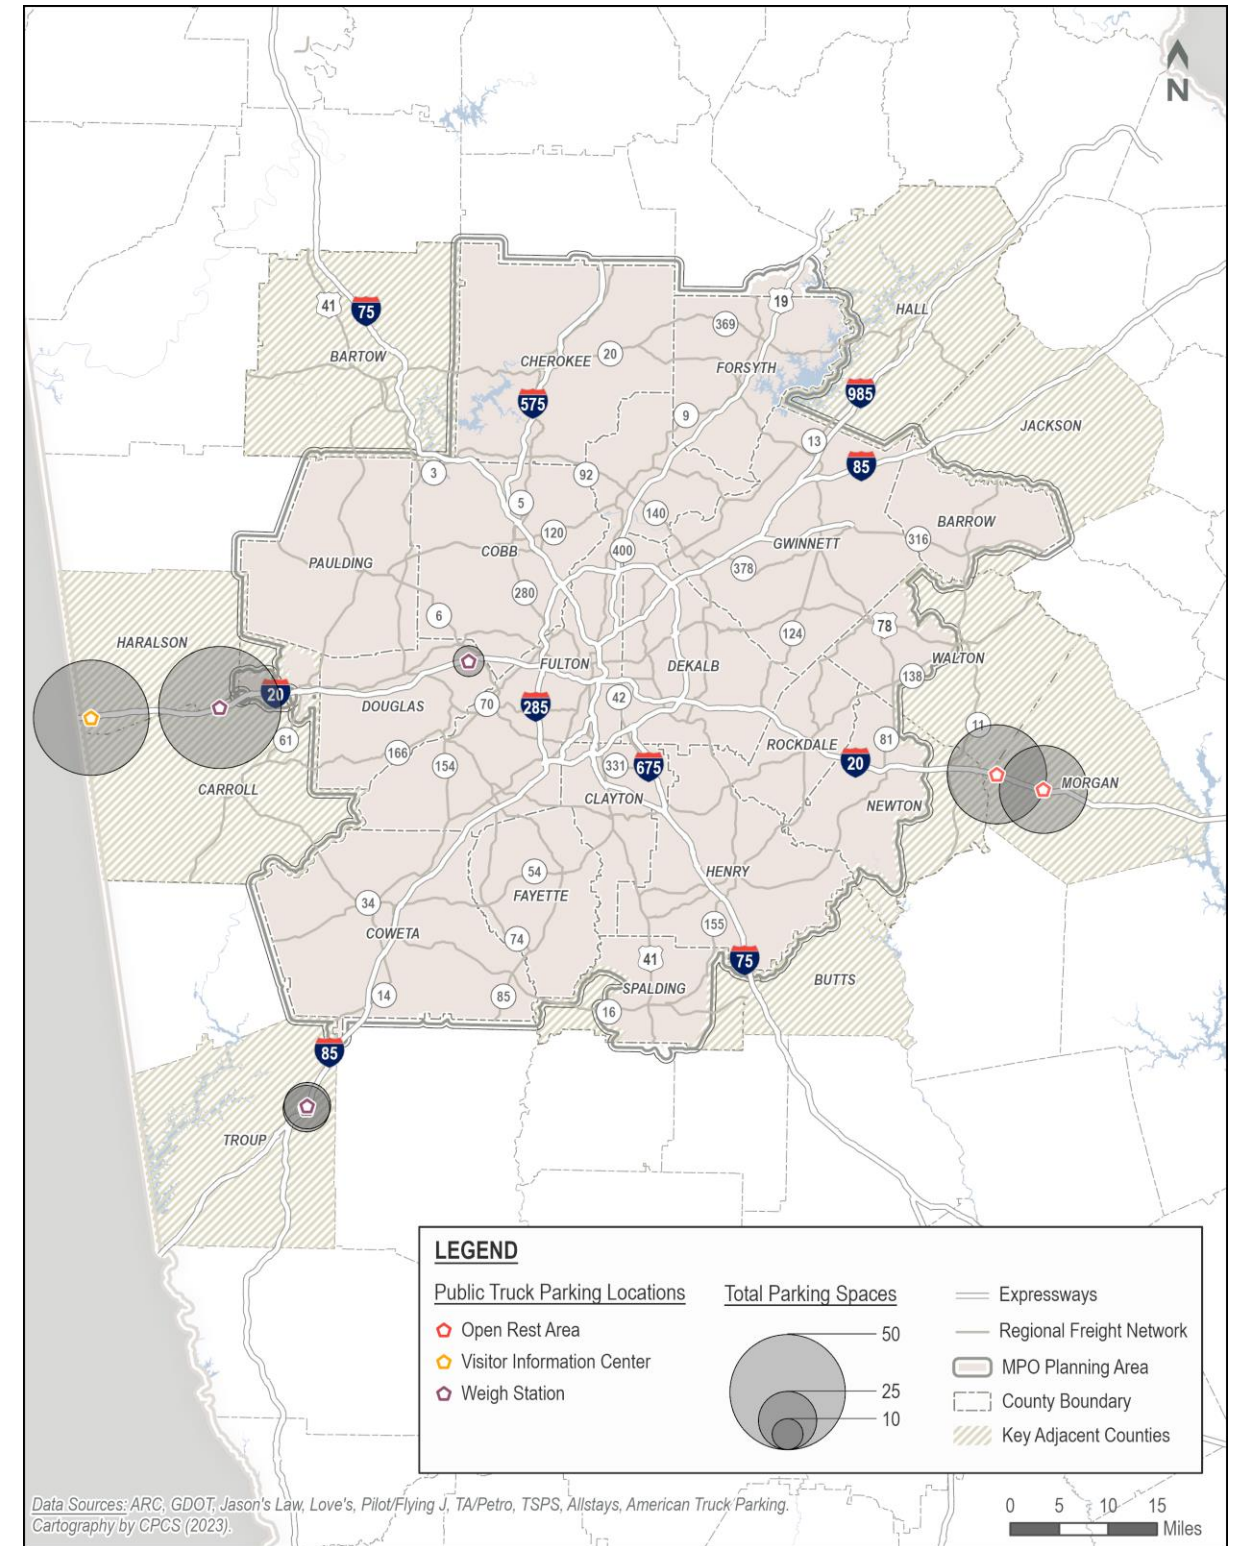 N
41
75
BARTOW
19
369
HALL
20
CHEROKEE
FORSYTH
575
985
9
JACKSON
13
85
3
92
5
140
BARROW
120
400
316
COBB
GWINNETT
PAULDING
378
280
6
124
78
HARALSON
WALTON
FULTON
DEKALB
138
20
42
DOUGLAS
70
285
11
61
166
154
331
675
ROCKDALE
81
20
MORGAN
CARROLL
CLAYTON
NEWTON
54
HENRY
34
FAYETTE
COWETA
155
74
41
75
BUTTS
14
85
SPALDING
16
85
TROUP
LEGEND
Public Truck Parking Locations
Open Rest Area
Visitor Information Center
Weigh Station
Total Parking Spaces
50
25
10
Expressways
Regional Freight Network
MPO Planning Area
County Boundary
Key Adjacent Counties
Data Sources: ARC, GDOT, Jason's Law, Love's, Pilot/Flying J, TA/Petro, TSPS, Allstays, American Truck Parking.
Cartography by CPCS (2023).
0 5 10 15
Miles